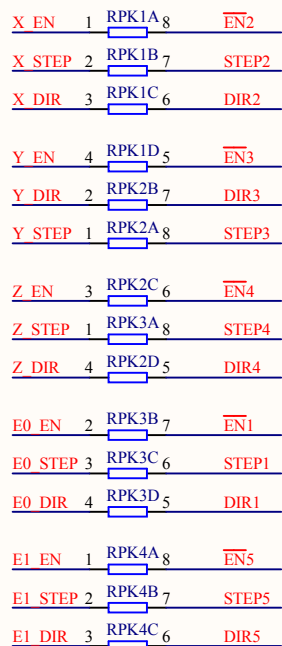 X_EN 1 RPK1A 8 EN2
X_STEP 2 RPK1B 7 STEP2
X_DIR 3 RPK1C 6 DIR2
Y_EN 4 RPK1D 5 EN3
Y_DIR 2 RPK2B 7 DIR3
Y_STEP 1 RPK2A 8 STEP3
Z_EN 3 RPK2C 6 EN4
Z_STEP 1 RPK3A 8 STEP4
Z_DIR 4 RPK2D 5 DIR4
E0_EN 2 RPK3B 7 EN1
E0_STEP 3 RPK3C 6 STEP1
E0_DIR 4 RPK3D 5 DIR1
E1_EN 1 RPK4A 8 EN5
E1_STEP 2 RPK4B 7 STEP5
E1_DIR 3 RPK4C 6 DIR5